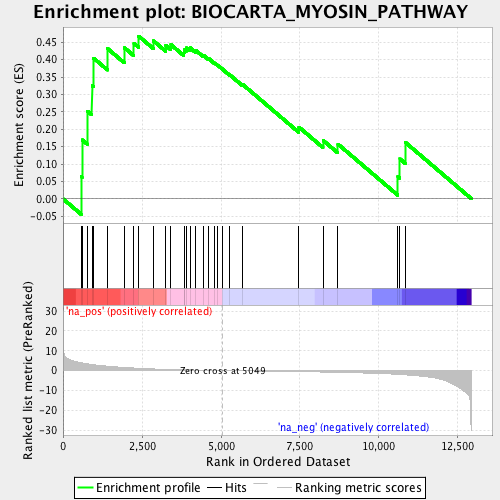 Enrichment plot: BIOCARTA_MYOSIN_PATHWAY
Enrichment score (ES)
0.45
0.40
0.35
0.30
0.25
0.20
0.15
0.10
0.05
0.00
-0.05
'na_pos' (positively correlated)
Ranked list metric (PreRanked)
30
20
10
0
-10
-20
-30
Zero cross at 5049
'na_neg' (negatively correlated)
0
2,500
5,000
7,500
10,000
12,500
Rank in Ordered Dataset
Enrichment profile
Hits
Ranking metric scores